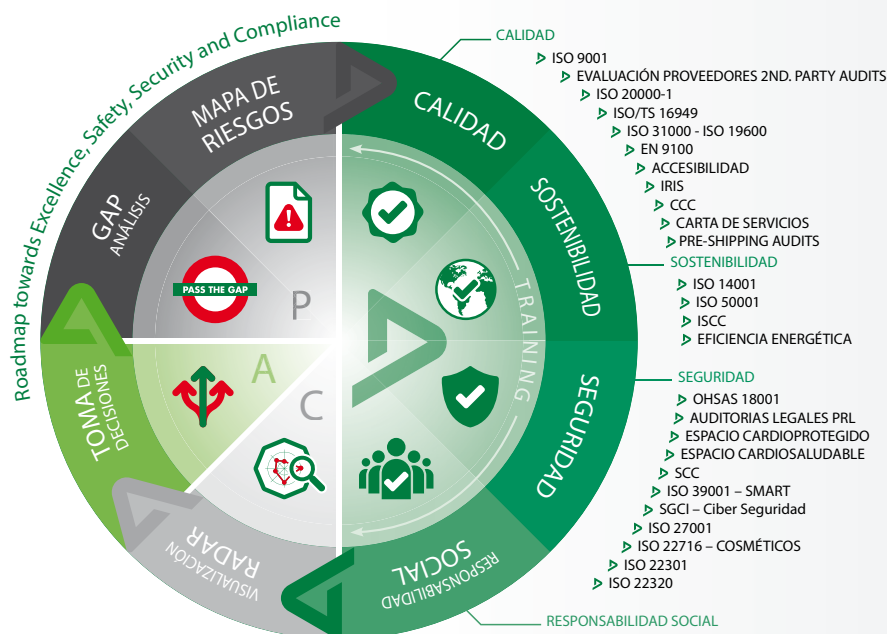 Roadmap towards Excellence, Safety, Security and Compliance
MAPA DE
RIESGOS
GAP
ANÁLISIS
TOMA DE
DECISIONES
VISUALIZACIÓN
RADAR
RESPONSABILIDAD
SOCIAL
SEGURIDAD
SOSTENIBILIDAD
CALIDAD
TRAINING
PASS THE GAP
P
A
C
CALIDAD
ISO 9001
EVALUACIÓN PROVEEDORES 2ND. PARTY AUDITS
ISO 20000-1
ISO/TS 16949
ISO 31000 - ISO 19600
EN 9100
ACCESIBILIDAD
IRIS
CCC
CARTA DE SERVICIOS
PRE-SHIPPING AUDITS
SOSTENIBILIDAD
ISO 14001
ISO 50001
ISCC
EFICIENCIA ENERGÉTICA
SEGURIDAD
OHSAS 18001
AUDITORIAS LEGALES PRL
ESPACIO CARDIOPROTEGIDO
ESPACIO CARDIOSALUDABLE
SCC
ISO 39001 – SMART
SGCI – Ciber Seguridad
ISO 27001
ISO 22716 – COSMÉTICOS
ISO 22301
ISO 22320
RESPONSABILIDAD SOCIAL